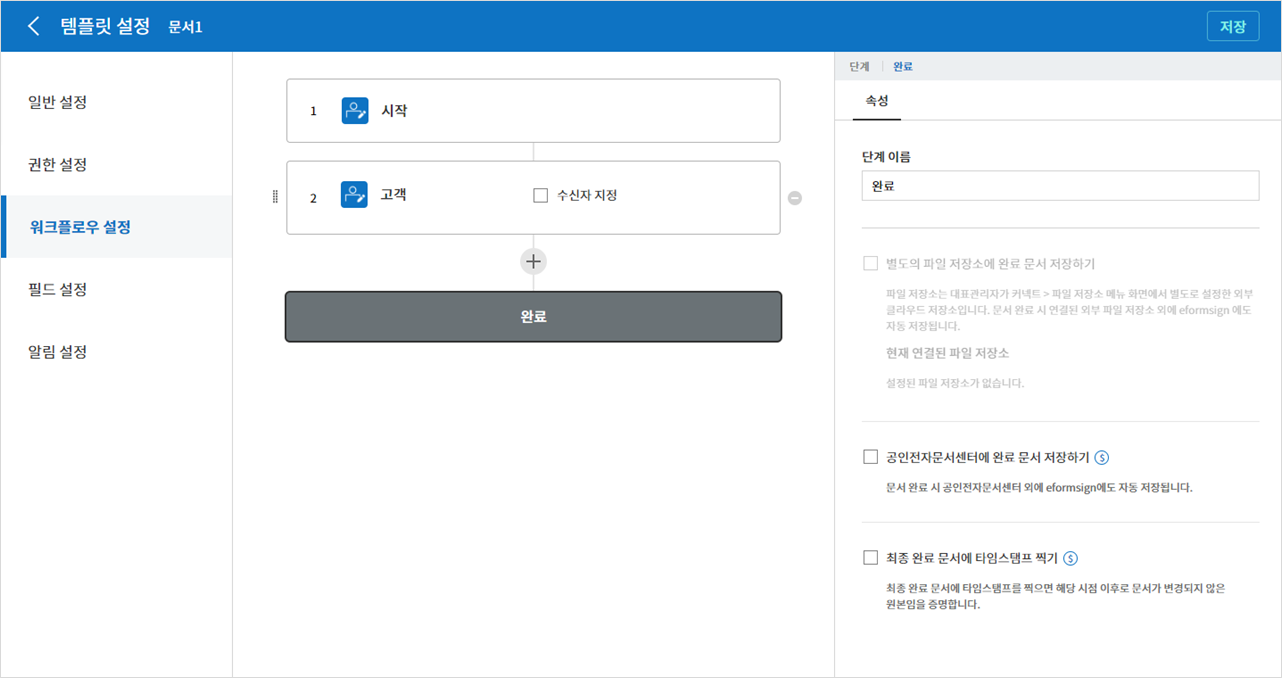 템플릿 설정 문서1 저장
일반 설정
권한 설정
워크플로우 설정
필드 설정
알림 설정
1 시작
2 고객 수신자 지정
완료
단계 완료
속성
단계 이름
완료
별도의 파일 저장소에 완료 문서 저장하기
파일 저장소는 대표관리자가 커넥트 > 파일 저장소 메뉴 화면에서 별도로 설정한 외부
클라우드 저장소입니다. 문서 완료 시 연결된 외부 파일 저장소 외에 eformsign 에도
자동 저장됩니다.
현재 연결된 파일 저장소
설정된 파일 저장소가 없습니다.
공인전자문서센터에 완료 문서 저장하기 $
문서 완료 시 공인전자문서센터 외에 eformsign에도 자동 저장됩니다.
최종 완료 문서에 타임스탬프 찍기 $
최종 완료 문서에 타임스탬프를 찍으면 해당 시점 이후로 문서가 변경되지 않은
원본임을 증명합니다.